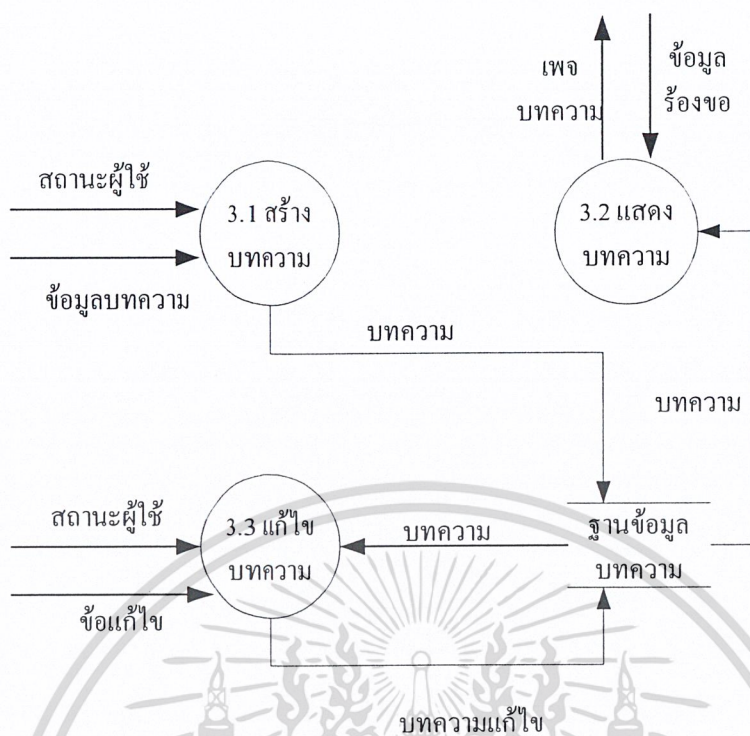 เพจ
บทความ
ข้อมูล
ร้องขอ
สถานะผู้ใช้
3.1 สร้าง
บทความ
3.2 แสดง
บทความ
ข้อมูลบทความ
บทความ
บทความ
สถานะผู้ใช้
3.3 แก้ไข
บทความ
บทความ
ฐานข้อมูล
บทความ
ข้อแก้ไข
บทความแก้ไข